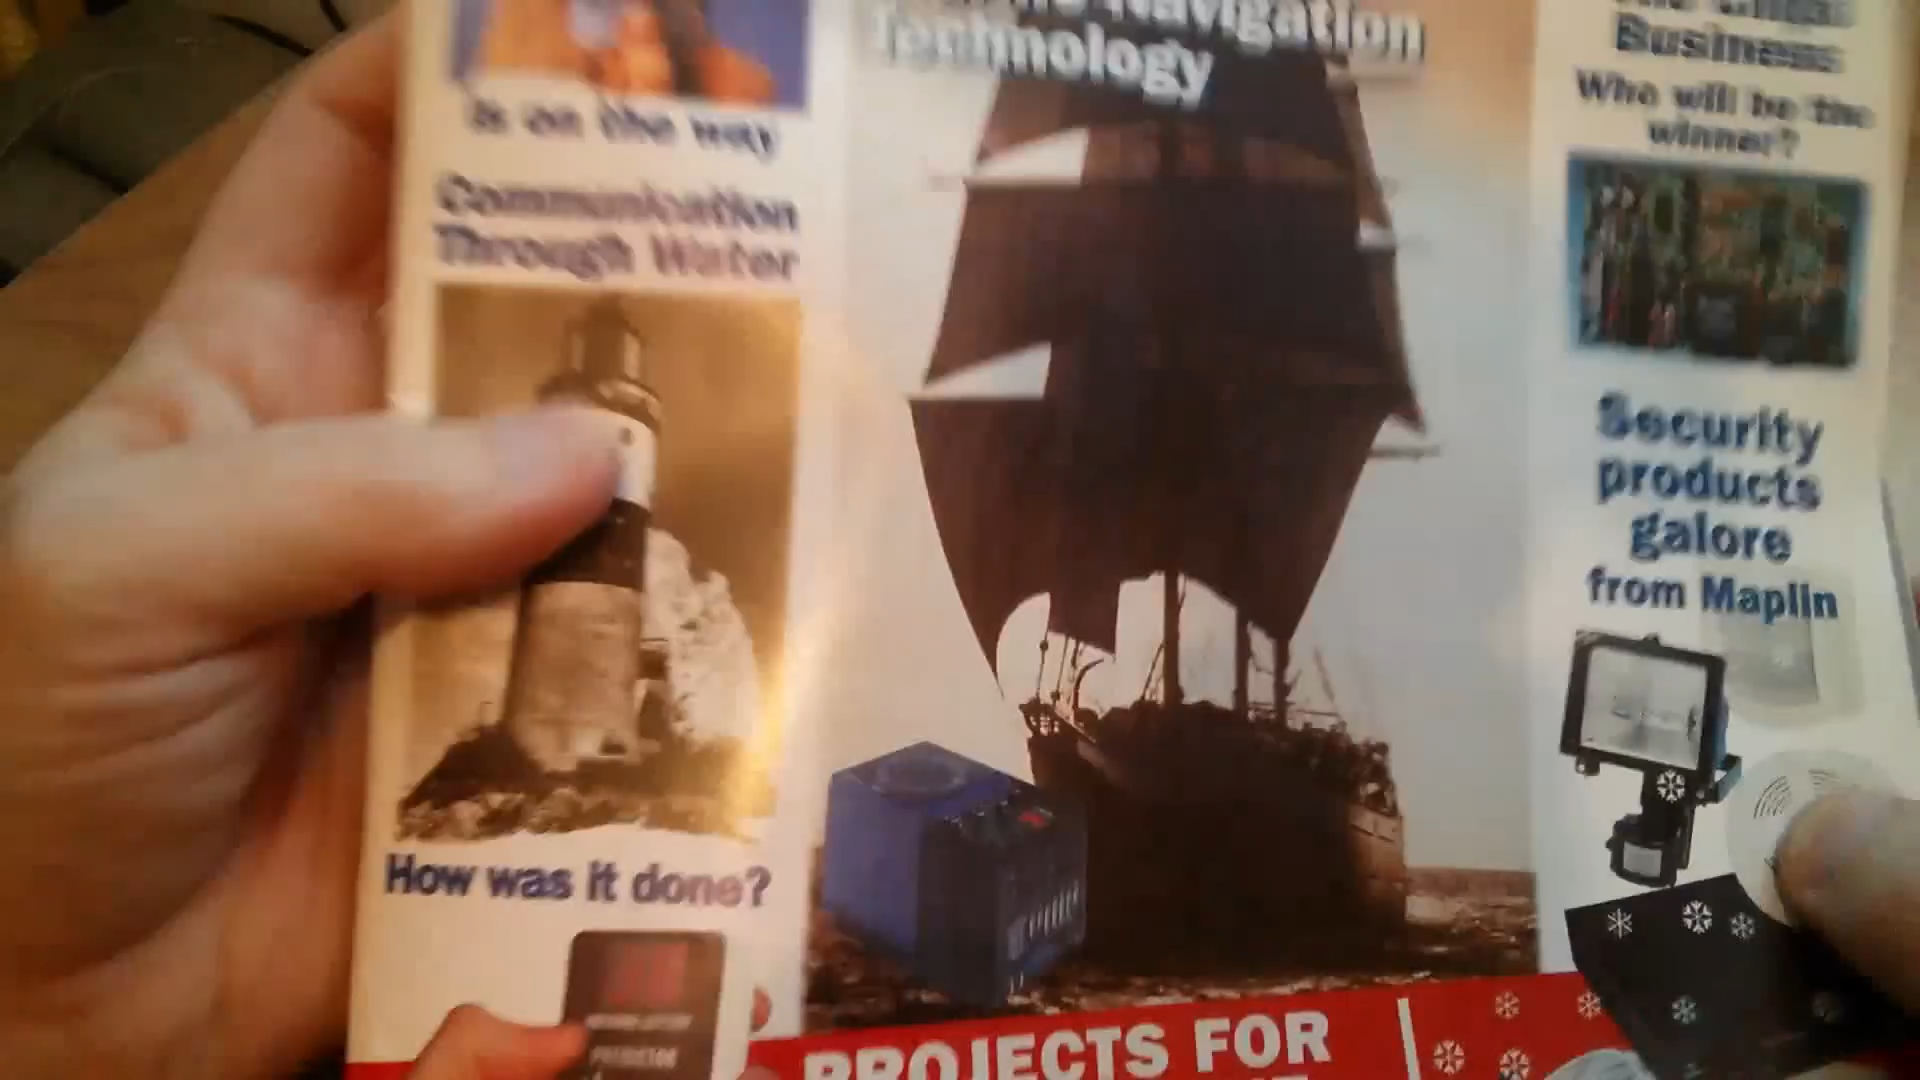 is on the way
Communication
Through Water
How was it done?
Navigation
Technology
PROJECTS FOR
Business
Who will be the
winner?
Security
products
galore
from Maplin